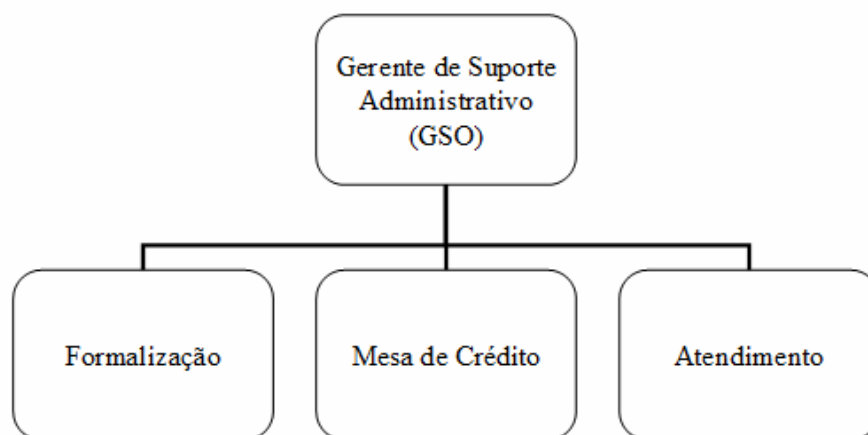 Gerente de Suporte
Administrativo
(GSO)
Formalização
Mesa de Crédito
Atendimento